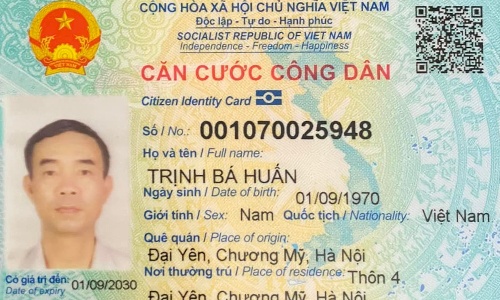 CỘNG HÒA XÃ HỘI CHỦ NGHĨA VIỆT NAM
Độc lập - Tự do - Hạnh phúc
SOCIALIST REPUBLIC OF VIET NAM
Independence - Freedom - Happiness
CĂN CƯỚC CÔNG DÂN
Citizen Identity Card
Số / No.: 001070025948
Họ và tên / Full name:
TRỊNH BÁ HUẤN
Ngày sinh / Date of birth: 01/09/1970
Giới tính / Sex: Nam Quốc tịch / Nationality: Việt Nam
Quê quán / Place of origin:
Đại Yên, Chương Mỹ, Hà Nội
Nơi thường trú / Place of residence: Thôn 4
Đại Yên, Chương Mỹ, Hà Nội
Có giá trị đến: 01/09/2030
Date of expiry